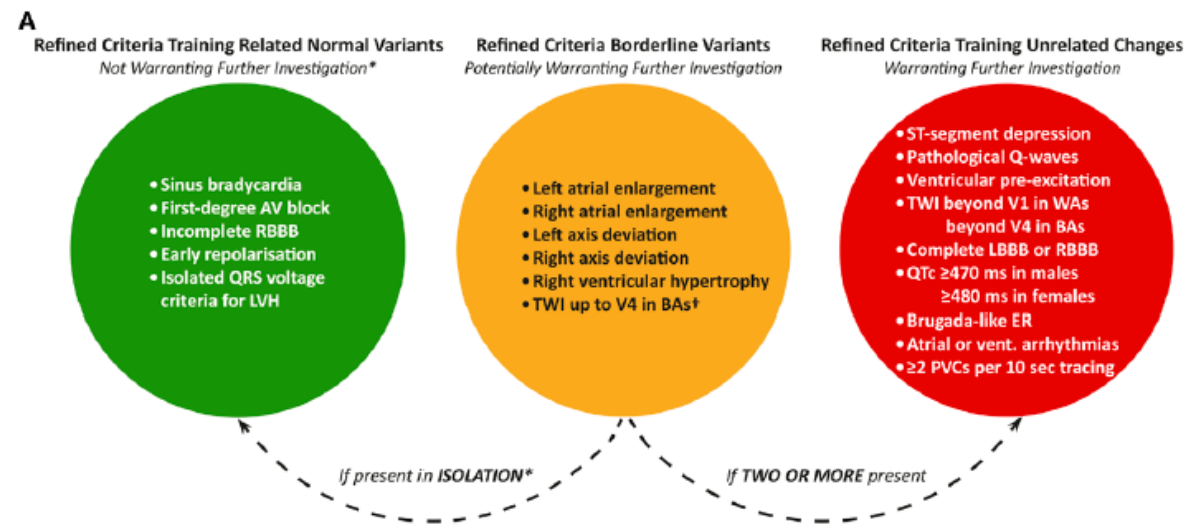 A
Refined Criteria Training Related Normal Variants
Not Warranting Further Investigation*
• Sinus bradycardia
• First-degree AV block
• Incomplete RBBB
• Early repolarisation
• Isolated QRS voltage
criteria for LVH
Refined Criteria Borderline Variants
Potentially Warranting Further Investigation
• Left atrial enlargement
• Right atrial enlargement
• Left axis deviation
• Right axis deviation
• Right ventricular hypertrophy
• TWI up to V4 in BAs†
Refined Criteria Training Unrelated Changes
Warranting Further Investigation
• ST-segment depression
• Pathological Q-waves
• Ventricular pre-excitation
• TWI beyond V1 in WAs
beyond V4 in BAs
• Complete LBBB or RBBB
• QTc ≥470 ms in males
≥480 ms in females
• Brugada-like ER
• Atrial or vent. arrhythmias
• ≥2 PVCs per 10 sec tracing
If present in ISOLATION*
If TWO OR MORE present